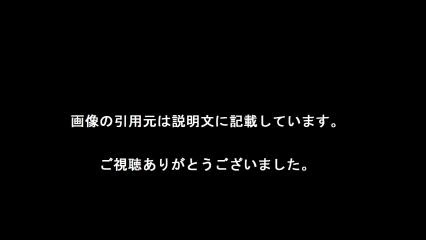 画像の引用元は説明文に記載しています。
ご視聴ありがとうございました。